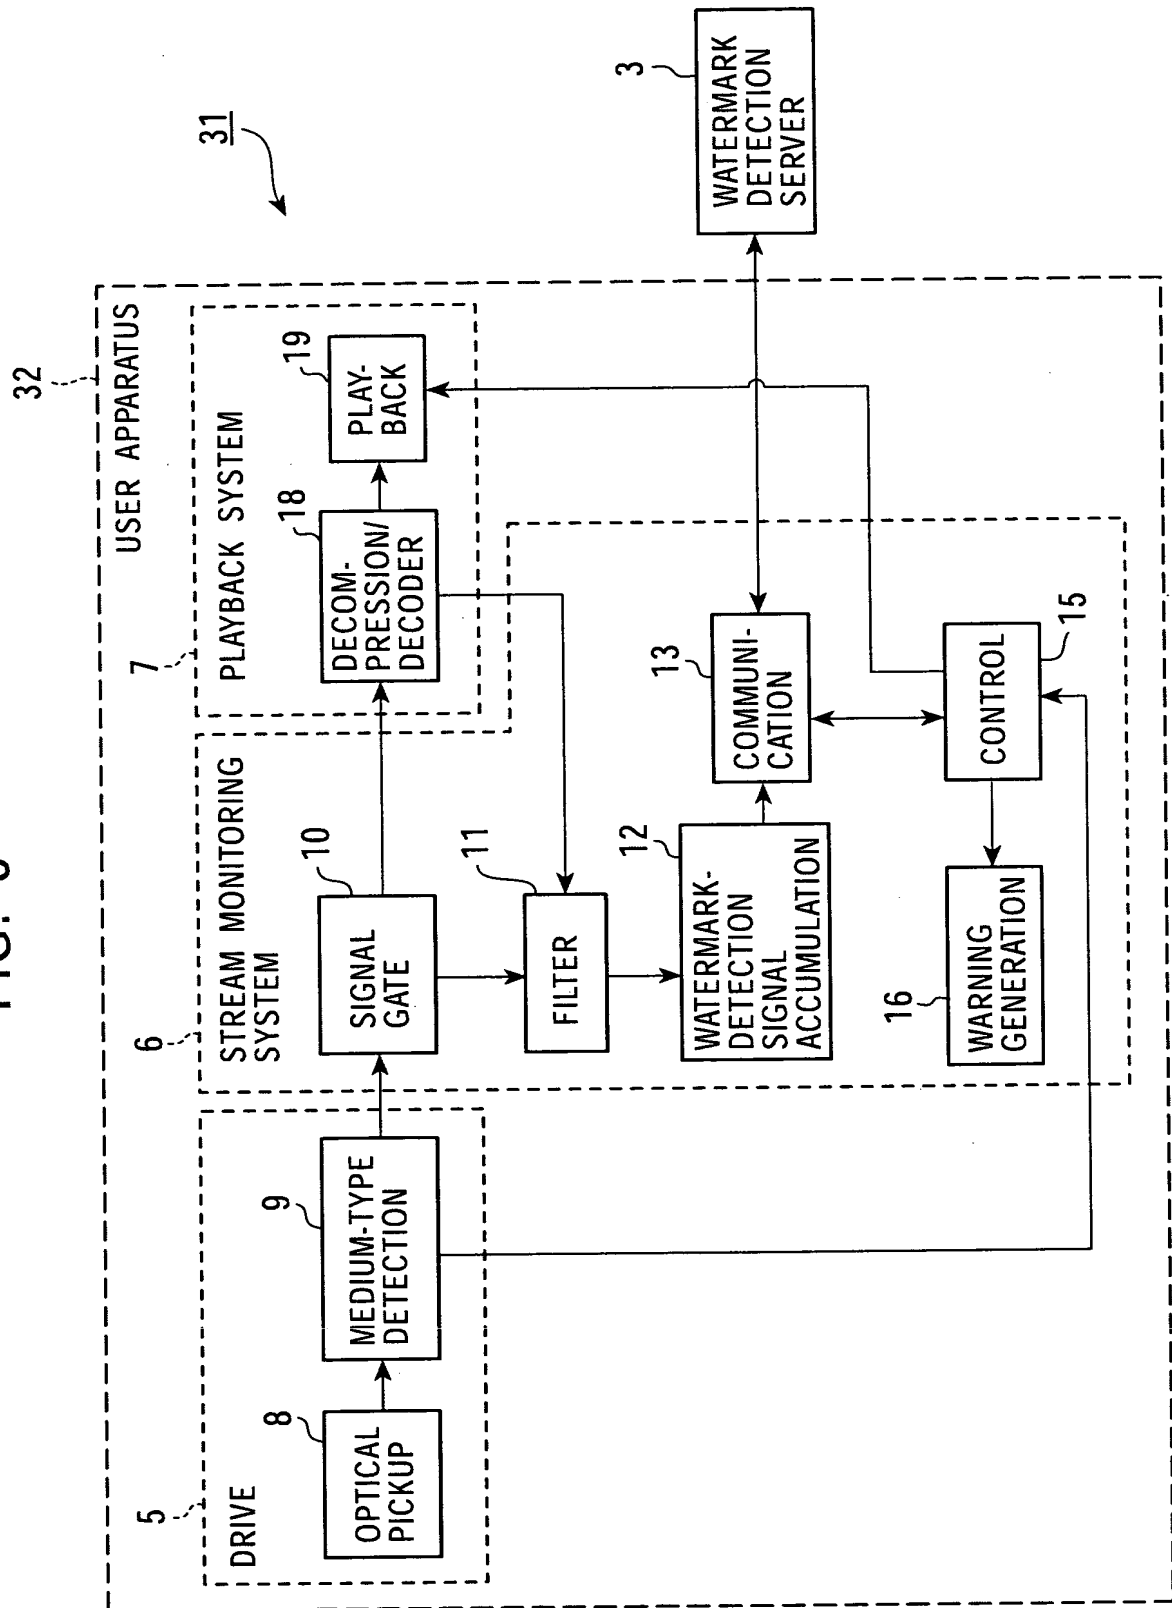 31
32
USER APPARATUS
5
DRIVE
8
OPTICAL
PICKUP
9
MEDIUM-TYPE
DETECTION
6
STREAM MONITORING
SYSTEM
10
SIGNAL
GATE
11
FILTER
12
WATERMARK-
DETECTION
SIGNAL
ACCUMULATION
13
COMMUNI-
CATION
15
CONTROL
16
WARNING
GENERATION
7
PLAYBACK SYSTEM
18
DECOM-
PRESSION/
DECODER
19
PLAY-
BACK
3
WATERMARK
DETECTION
SERVER